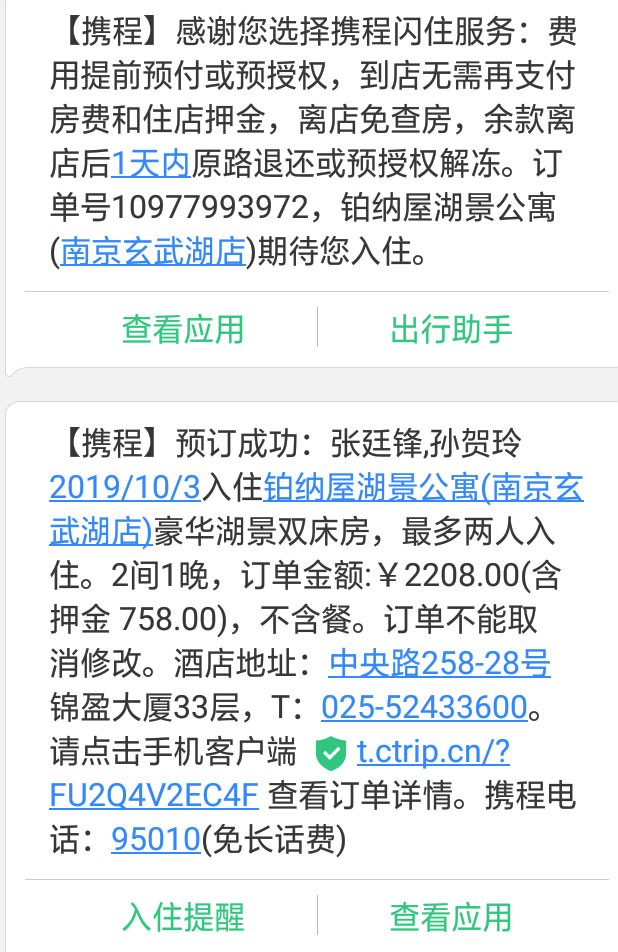 【携程】感谢您选择携程闪住服务：费
用提前预付或预授权，到店无需再支付
房费和住店押金，离店免查房，余款离
店后1天内原路退还或预授权解冻。订
单号10977993972，铂纳屋湖景公寓
(南京玄武湖店)期待您入住。
查看应用 出行助手
【携程】预订成功：张廷锋,孙贺玲
2019/10/3入住铂纳屋湖景公寓(南京玄
武湖店)豪华湖景双床房，最多两人入
住。2间1晚，订单金额:￥2208.00(含
押金 758.00)，不含餐。订单不能取
消修改。酒店地址：中央路258-28号
锦盈大厦33层，T：025-52433600。
请点击手机客户端 t.ctrip.cn/?
FU2Q4V2EC4F 查看订单详情。携程电
话：95010(免长话费)
入住提醒 查看应用